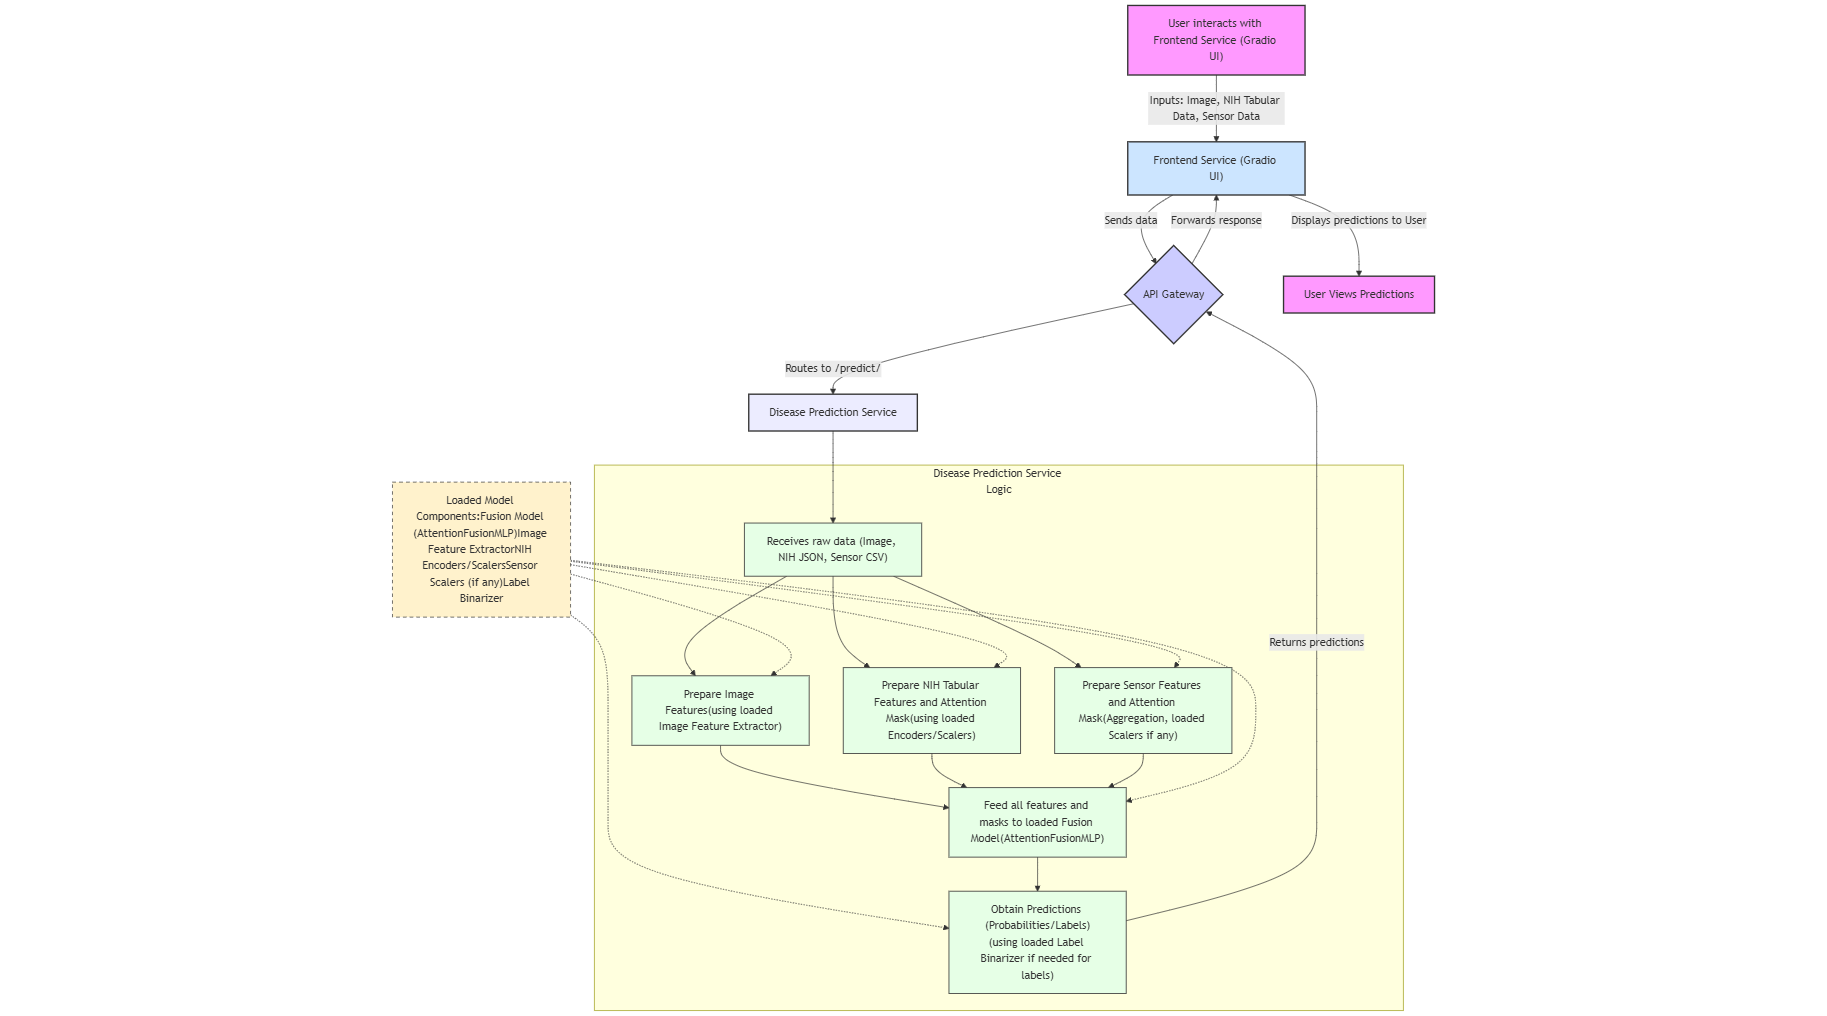 User interacts with
Frontend Service (Gradio
UI)
Inputs: Image, NIH Tabular
Data, Sensor Data
Frontend Service (Gradio
UI)
Sends data
Forwards response
Displays predictions to User
API Gateway
User Views Predictions
Routes to /predict/
Disease Prediction Service
Disease Prediction Service
Logic
Loaded Model
Components:Fusion Model
(AttentionFusionMLP)Image
Feature ExtractorNIH
Encoders/ScalersSensor
Scalers (if any)Label
Binarizer
Receives raw data (Image,
NIH JSON, Sensor CSV)
Returns predictions
Prepare Image
Features(using loaded
Image Feature Extractor)
Prepare NIH Tabular
Features and Attention
Mask(using loaded
Encoders/Scalers)
Prepare Sensor Features
and Attention
Mask(Aggregation, loaded
Scalers if any)
Feed all features and
masks to loaded Fusion
Model(AttentionFusionMLP)
Obtain Predictions
(Probabilities/Labels)
(using loaded Label
Binarizer if needed for
labels)